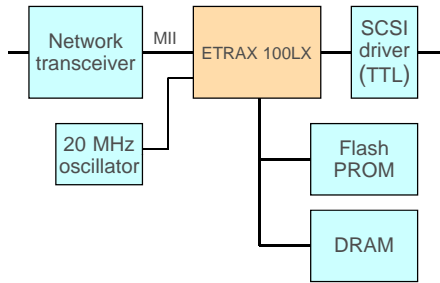 Network
transceiver
MII
ETRAX 100LX
SCSI
driver
(TTL)
20 MHz
oscillator
Flash
PROM
DRAM